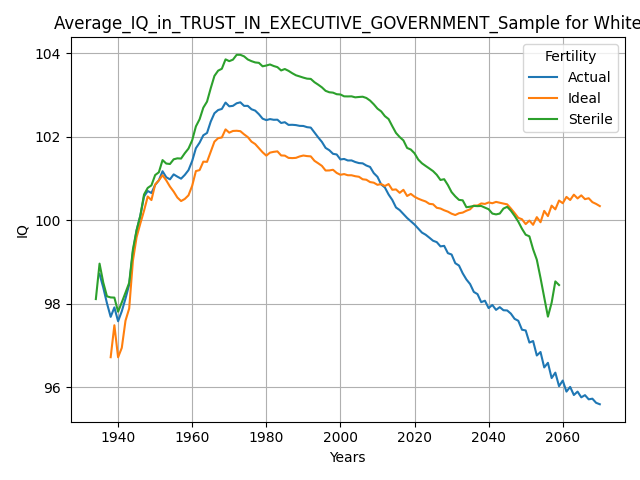 Average_IQ_in_TRUST_IN_EXECUTIVE_GOVERNMENT_Sample for White
Fertility
Actual
Ideal
Sterile
IQ
104
102
100
98
96
1940
1960
1980
2000
2020
2040
2060
Years